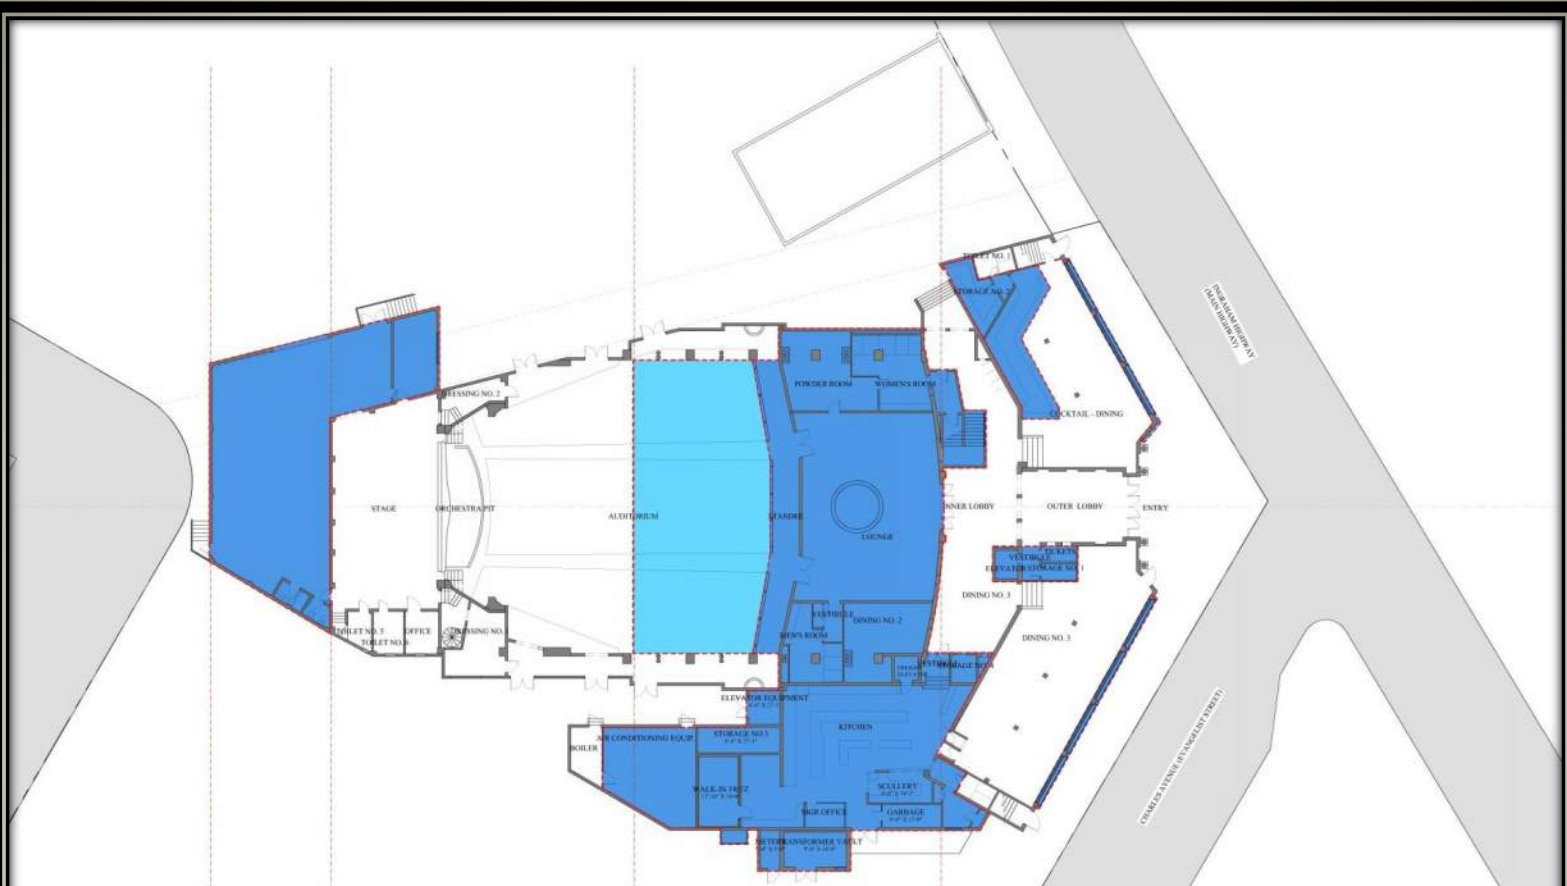 TOILET NO. 1
STORAGE NO. 2
INGRAHAM HIGHWAY
(MAIN HIGHWAY)
DRESSING NO. 2
POWDER ROOM
WOMEN'S ROOM
COCKTAIL - DINING
STAGE
ORCHESTRA PIT
AUDITORIUM
STANDEE
LOUNGE
INNER LOBBY
OUTER LOBBY
ENTRY
TICKETS
VESTIBULE
ELEVATOR
STORAGE NO. 1
DINING NO. 3
VESTIBULE
DINING NO. 2
MEN'S ROOM
TOILET NO. 5
TOILET NO. 6
OFFICE
DRESSING NO.
DINING NO. 3
VESTIBULE
STORAGE NO.
ELEVATOR EQUIPMENT
KITCHEN
STORAGE NO 5
AIR CONDITIONING EQUIP.
BOILER
WALK-IN
SCULLERY
MGR OFFICE
GARBAGE
METER
TRANSFORMER VAULT
CHARLES AVENUE (EVANGELIST STREET)